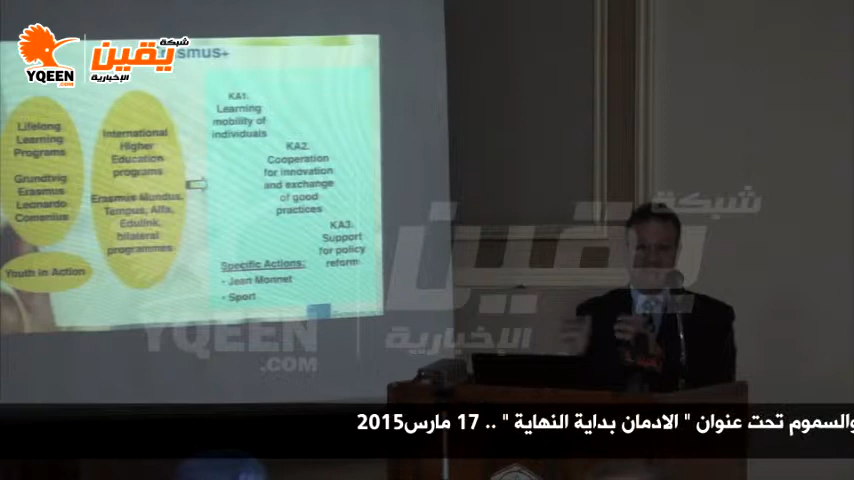 شبكة
يقين
الإخبارية
YQEEN
.COM
Erasmus+
Lifelong
Learning
Programs
Grundtvig
Erasmus
Leonardo
Comenius
Youth in Action
International
Higher
Education
programs
Erasmus Mundus,
Tempus, Alfa,
Edulink,
bilateral
programmes
KA1.
Learning
mobility of
individuals
KA2.
Cooperation
for innovation
and exchange
of good
practices
KA3.
Support
for policy
reform
Specific Actions:
- Jean Monnet
- Sport
شبكة
يقين
الإخبارية
YQEEN
.COM
والسموم تحت عنوان " الادمان بداية النهاية " .. 17 مارس2015